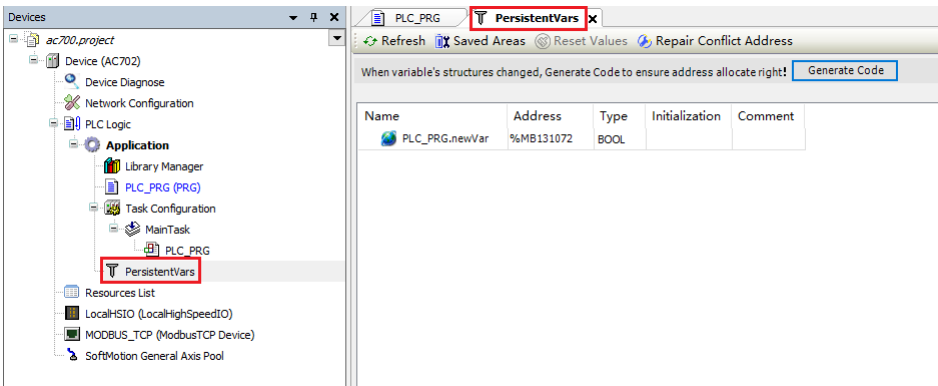 Devices
ac700.project
Device (AC702)
Device Diagnose
Network Configuration
PLC Logic
Application
Library Manager
PLC_PRG (PRG)
Task Configuration
MainTask
PLC_PRG
PersistentVars
Resources List
LocalHSIO (LocalHighSpeedIO)
MODBUS_TCP (ModbusTCP Device)
SoftMotion General Axis Pool
PLC_PRG PersistentVars
Refresh Saved Areas Reset Values Repair Conflict Address
When variable's structures changed, Generate Code to ensure address allocate right! Generate Code
Name Address Type Initialization Comment
PLC_PRG.newVar %MB131072 BOOL